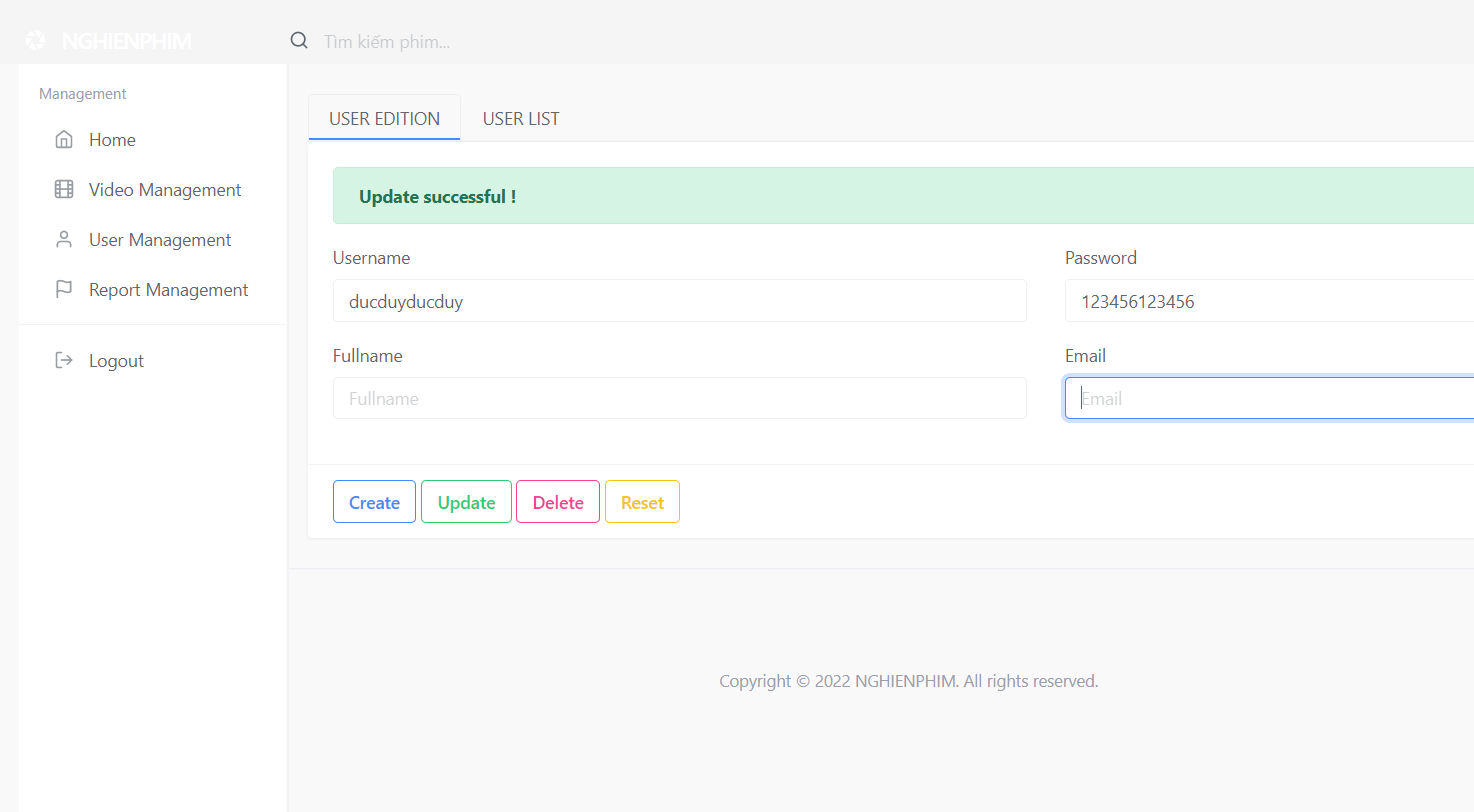 NGHIENPHIM
Tìm kiếm phim...
Management
Home
Video Management
User Management
Report Management
Logout
USER EDITION
USER LIST
Update successful !
Username
Password
ducduyducduy
123456123456
Fullname
Email
Fullname
Email
Create
Update
Delete
Reset
Copyright © 2022 NGHIENPHIM. All rights reserved.